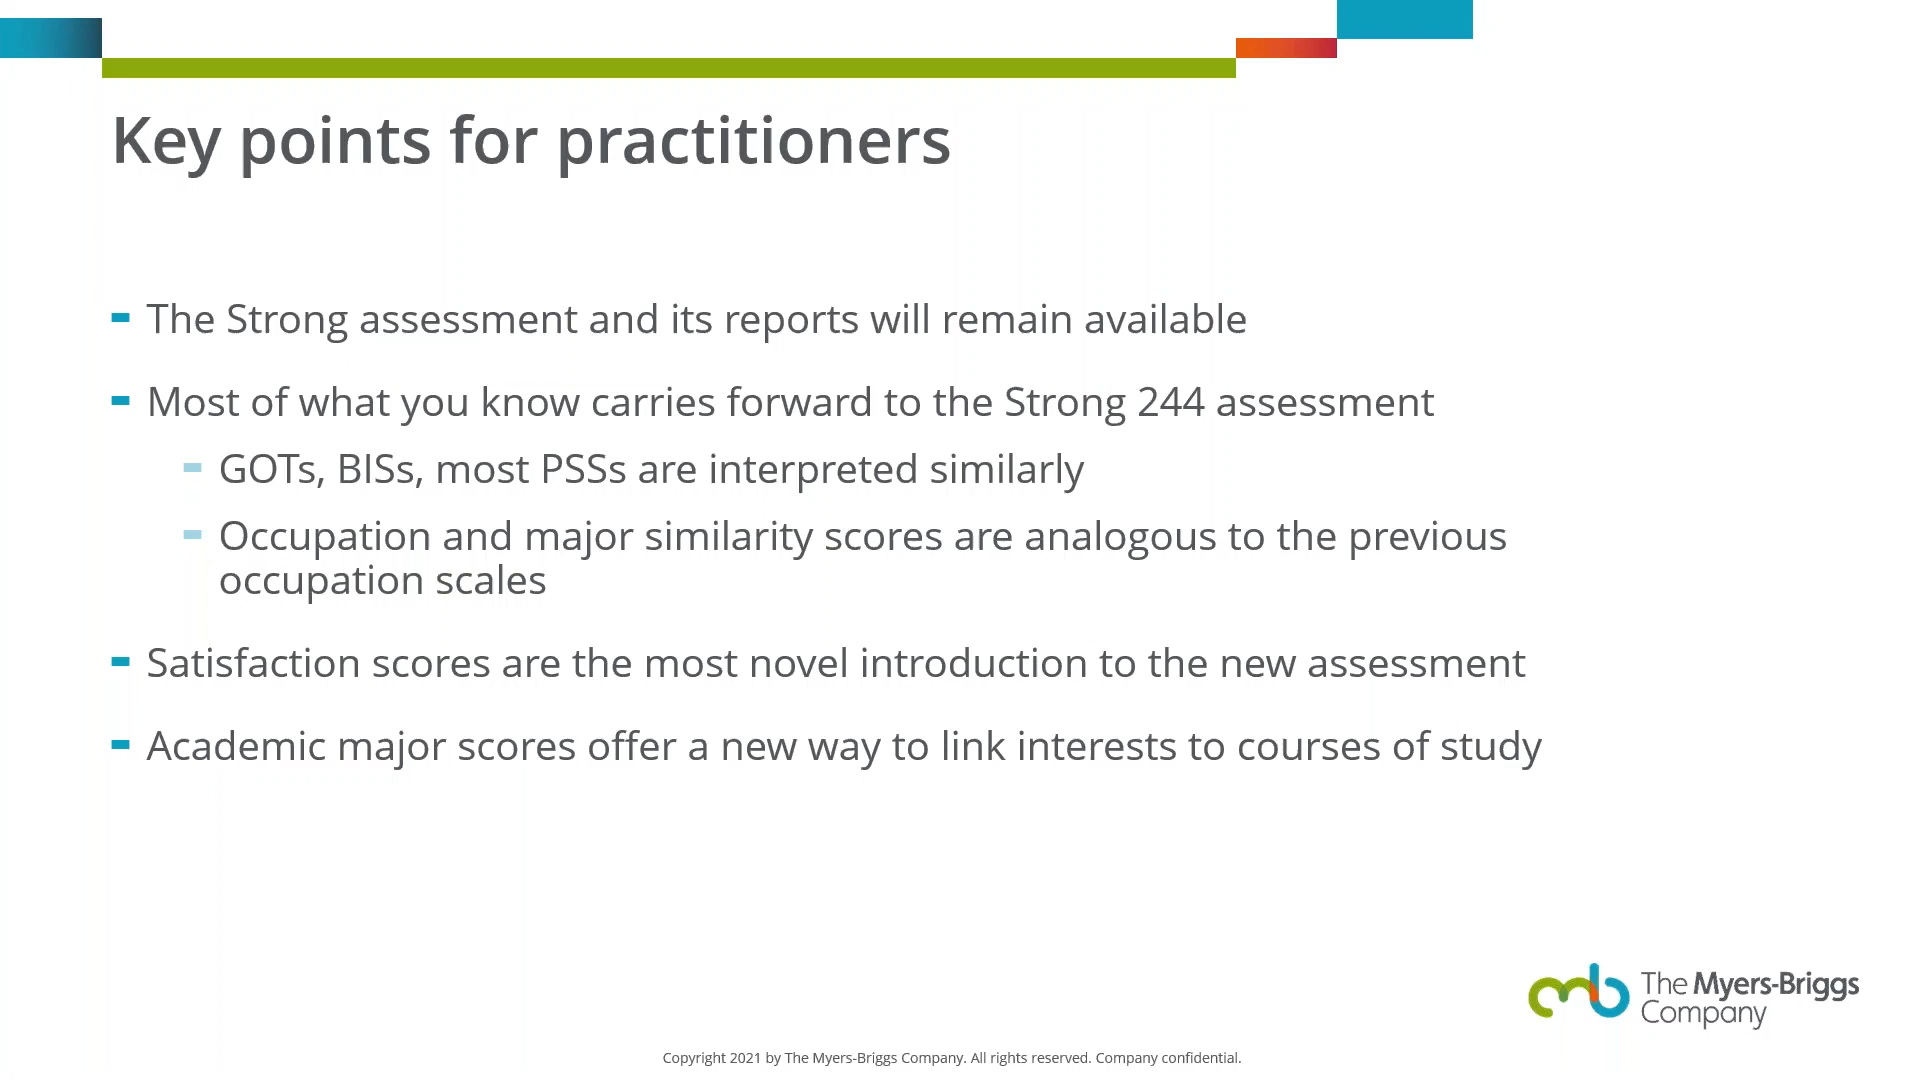 Key points for practitioners
The Strong assessment and its reports will remain available
Most of what you know carries forward to the Strong 244 assessment
GOTs, BISs, most PSSs are interpreted similarly
Occupation and major similarity scores are analogous to the previous
occupation scales
Satisfaction scores are the most novel introduction to the new assessment
Academic major scores offer a new way to link interests to courses of study
mb
The Myers-Briggs
Company
Copyright 2021 by The Myers-Briggs Company. All rights reserved. Company confidential.